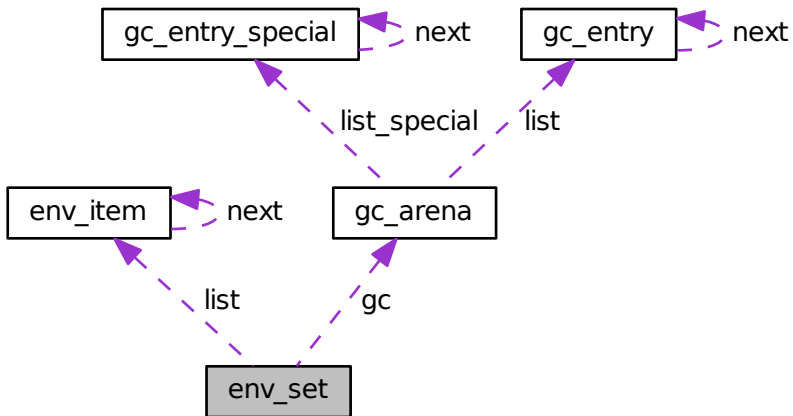 gc_entry_special
next
gc_entry
next
list_special
list
env_item
next
gc_arena
list
gc
env_set